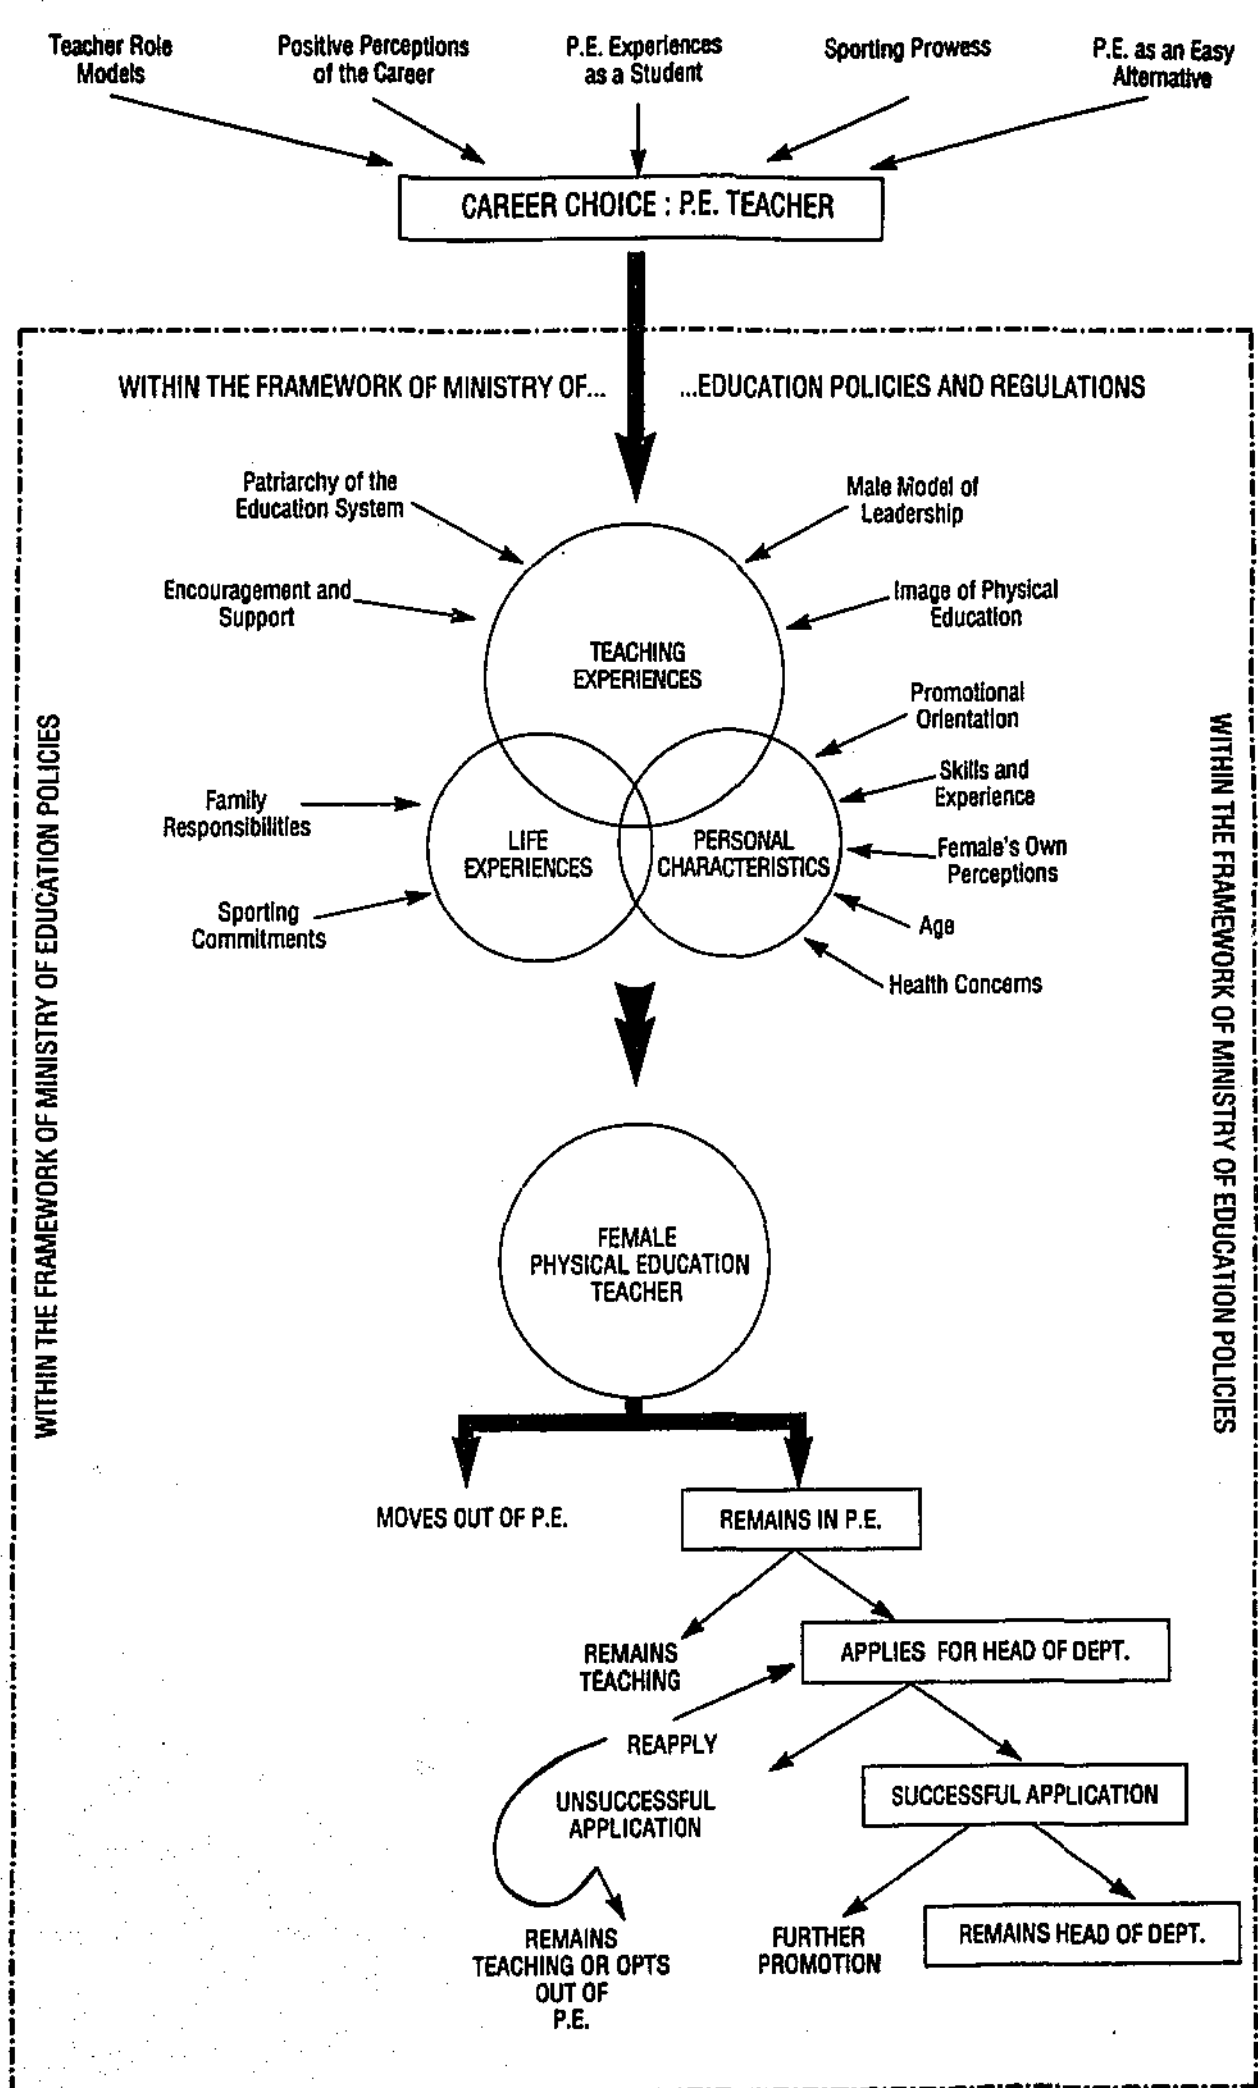 Teacher Role
Models
Positive Perceptions
of the Career
P.E. Experiences
as a Student
Sporting Prowess
P.E. as an Easy
Alternative
CAREER CHOICE : P.E. TEACHER
WITHIN THE FRAMEWORK OF MINISTRY OF...
...EDUCATION POLICIES AND REGULATIONS
Patriarchy of the
Education System
Male Model of
Leadership
Encouragement and
Support
Image of Physical
Education
TEACHING
EXPERIENCES
Promotional
Orientation
Skills and
Experience
Family
Responsibilities
LIFE
EXPERIENCES
PERSONAL
CHARACTERISTICS
Female's Own
Perceptions
Sporting
Commitments
Age
Health Concerns
WITHIN THE FRAMEWORK OF MINISTRY OF EDUCATION POLICIES
WITHIN THE FRAMEWORK OF MINISTRY OF EDUCATION POLICIES
FEMALE
PHYSICAL EDUCATION
TEACHER
MOVES OUT OF P.E.
REMAINS IN P.E.
REMAINS
TEACHING
APPLIES FOR HEAD OF DEPT.
REAPPLY
UNSUCCESSFUL
APPLICATION
SUCCESSFUL APPLICATION
REMAINS
TEACHING OR OPTS
OUT OF
P.E.
FURTHER
PROMOTION
REMAINS HEAD OF DEPT.